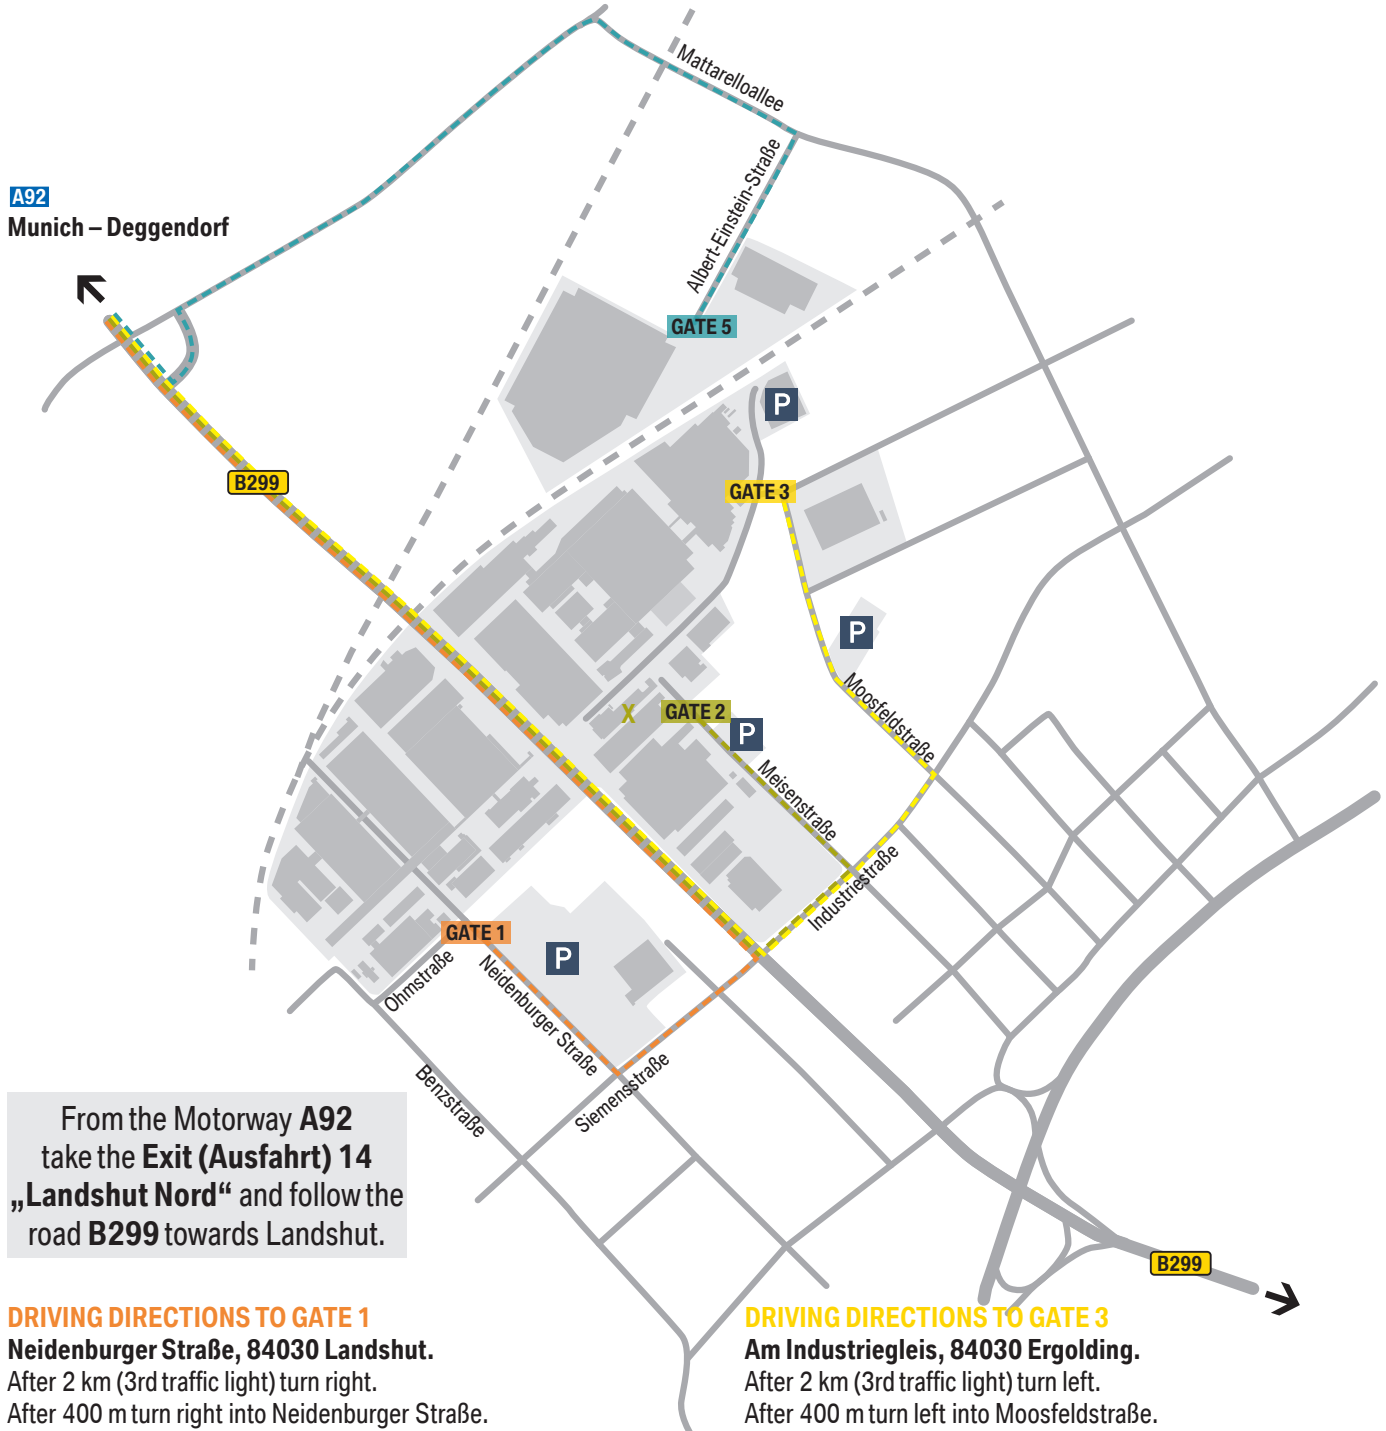 Mattarelloallee
Albert-Einstein-Straße
A92
Munich – Deggendorf
GATE 5
P
B299
GATE 3
P
Moosfeldstraße
X
GATE 2
P
Meisenstraße
Industriestraße
GATE 1
P
Ohmstraße
Neidenburger Straße
Siemensstraße
Benzstraße
From the Motorway A92
take the Exit (Ausfahrt) 14
„Landshut Nord“ and follow the
road B299 towards Landshut.
B299
DRIVING DIRECTIONS TO GATE 1
Neidenburger Straße, 84030 Landshut.
After 2 km (3rd traffic light) turn right.
After 400 m turn right into Neidenburger Straße.
DRIVING DIRECTIONS TO GATE 3
Am Industriegleis, 84030 Ergolding.
After 2 km (3rd traffic light) turn left.
After 400 m turn left into Moosfeldstraße.